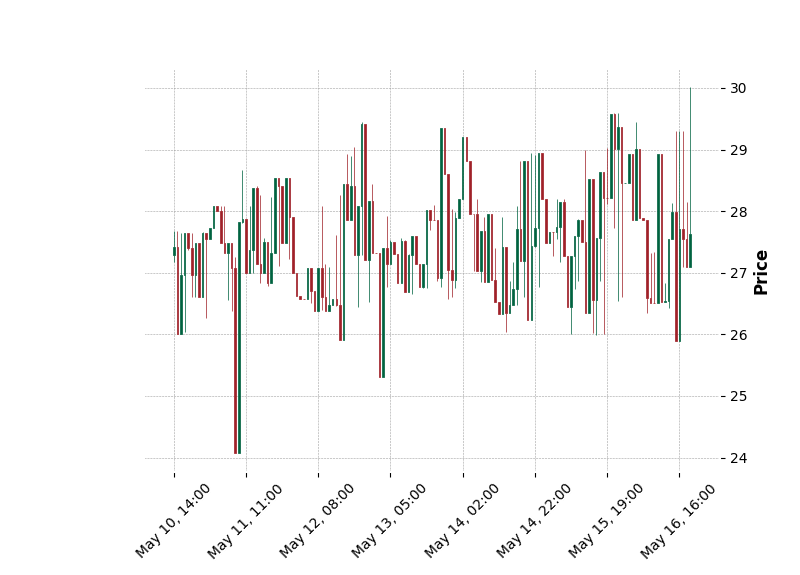 30
29
28
27
26
25
24
Price
May 10, 14:00
May 11, 11:00
May 12, 08:00
May 13, 05:00
May 14, 02:00
May 14, 22:00
May 15, 19:00
May 16, 16:00